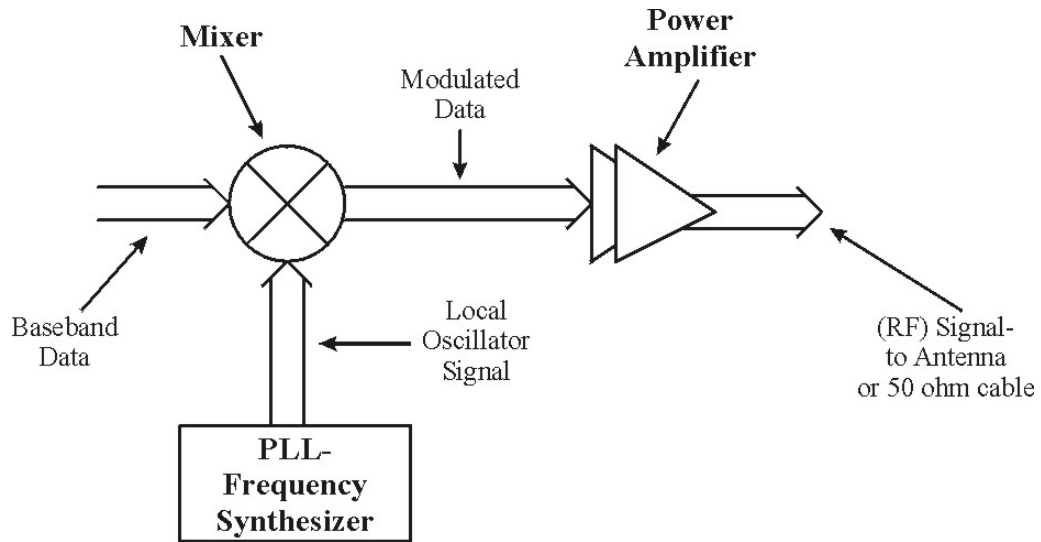 Mixer
Power
Amplifier
Modulated
Data
Baseband
Data
Local
Oscillator
Signal
(RF) Signal-
to Antenna
or 50 ohm cable
PLL-
Frequency
Synthesizer